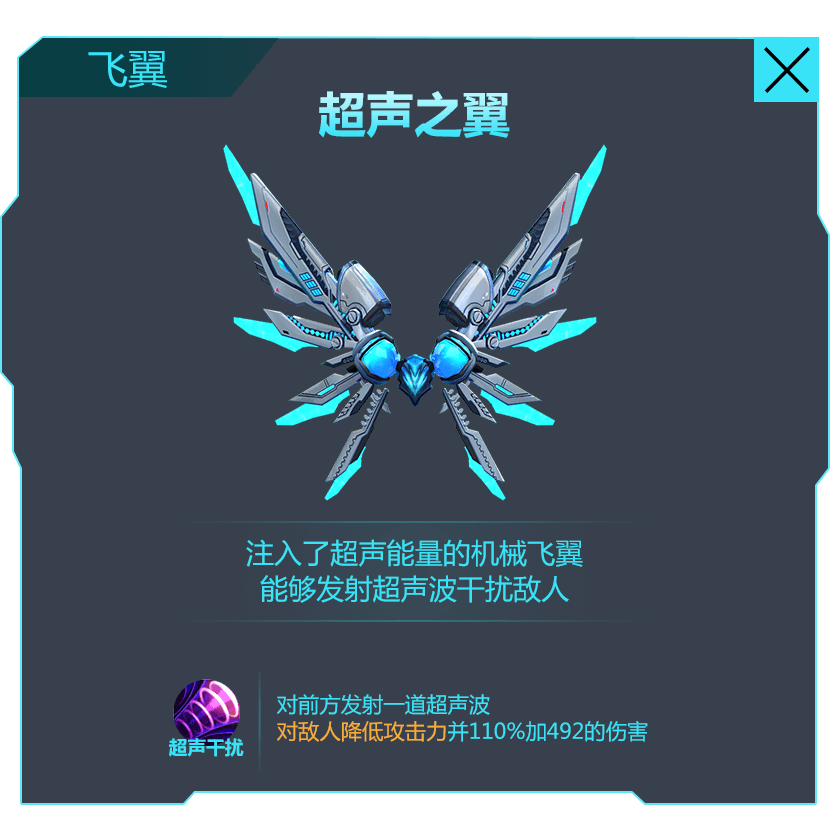 飞翼
超声之翼
注入了超声能量的机械飞翼
能够发射超声波干扰敌人
对前方发射一道超声波
对敌人降低攻击力并110%加492的伤害
超声干扰